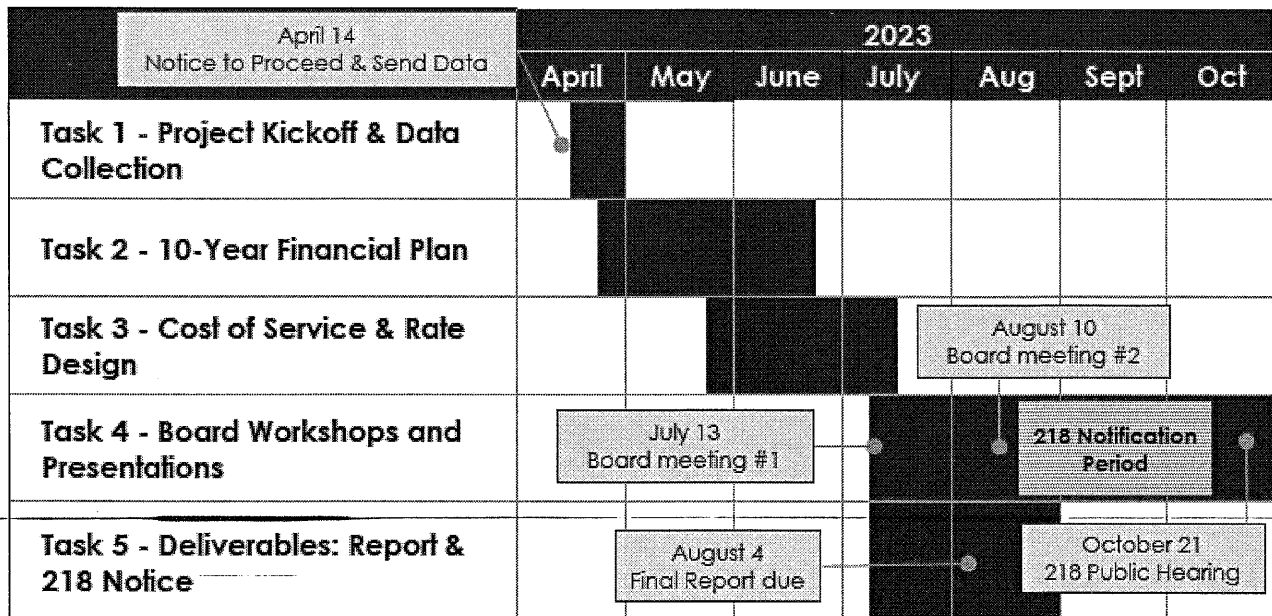 April 14
Notice to Proceed & Send Data
2023
April May June July Aug Sept Oct
Task 1 - Project Kickoff & Data
Collection
Task 2 - 10-Year Financial Plan
Task 3 - Cost of Service & Rate
Design
August 10
Board meeting #2
Task 4 - Board Workshops and
Presentations
July 13
Board meeting #1
218 Notification
Period
Task 5 - Deliverables: Report &
218 Notice
August 4
Final Report due
October 21
218 Public Hearing